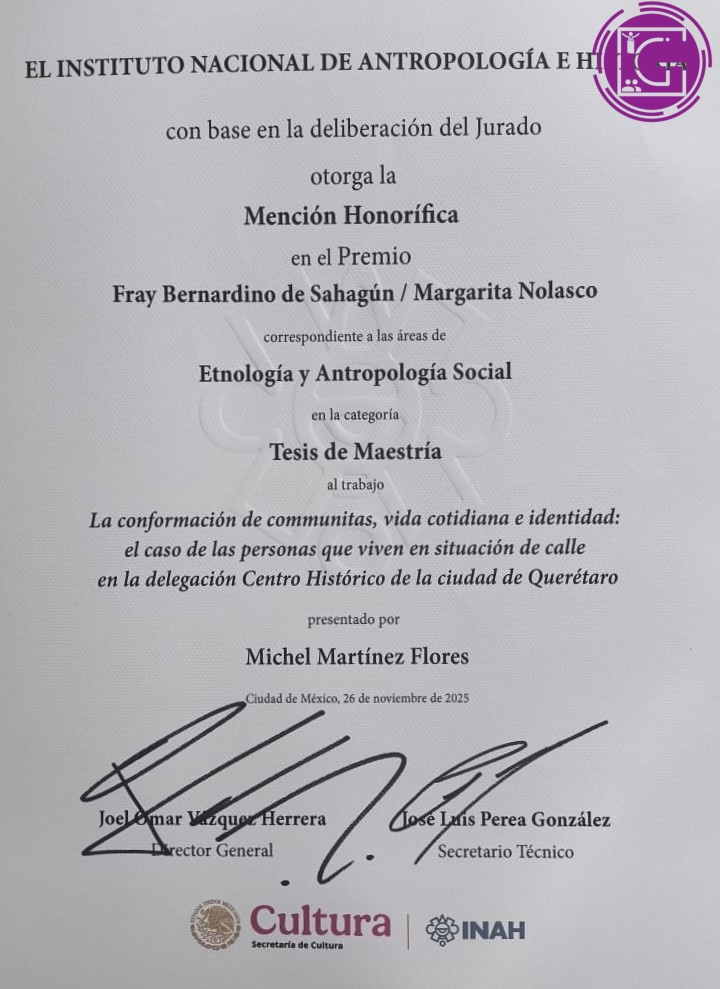 EL INSTITUTO NACIONAL DE ANTROPOLOGÍA E
con base en la deliberación del Jurado
otorga la
Mención Honorífica
en el Premio
Fray Bernardino de Sahagún / Margarita Nolasco
correspondiente a las áreas de
Etnología y Antropología Social
en la categoría
Tesis de Maestría
al trabajo
La conformación de communitas, vida cotidiana e identidad:
el caso de las personas que viven en situación de calle
en la delegación Centro Histórico de la ciudad de Querétaro
presentado por
Michel Martínez Flores
Ciudad de México, 26 de noviembre de 2025
Joel Omar Vázquez Herrera
Director General
José Luis Perea González
Secretario Técnico
Cultura
Secretaría de Cultura
INAH